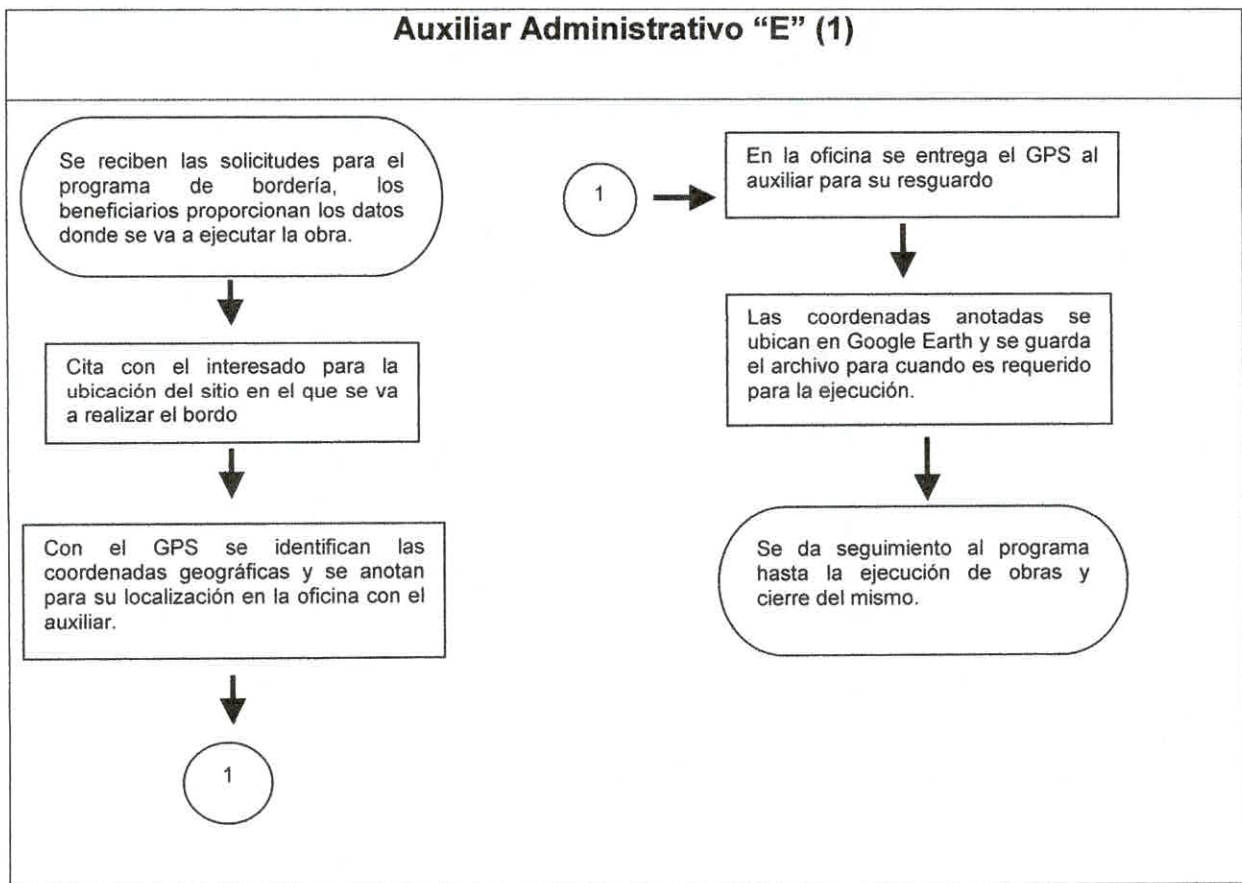 Auxiliar Administrativo “E” (1)
Se reciben las solicitudes para el
programa de bordería, los
beneficiarios proporcionan los datos
donde se va a ejecutar la obra.
Cita con el interesado para la
ubicación del sitio en el que se va
a realizar el bordo
Con el GPS se identifican las
coordenadas geográficas y se anotan
para su localización en la oficina con el
auxiliar.
1
1
En la oficina se entrega el GPS al
auxiliar para su resguardo
Las coordenadas anotadas se
ubican en Google Earth y se guarda
el archivo para cuando es requerido
para la ejecución.
Se da seguimiento al programa
hasta la ejecución de obras y
cierre del mismo.